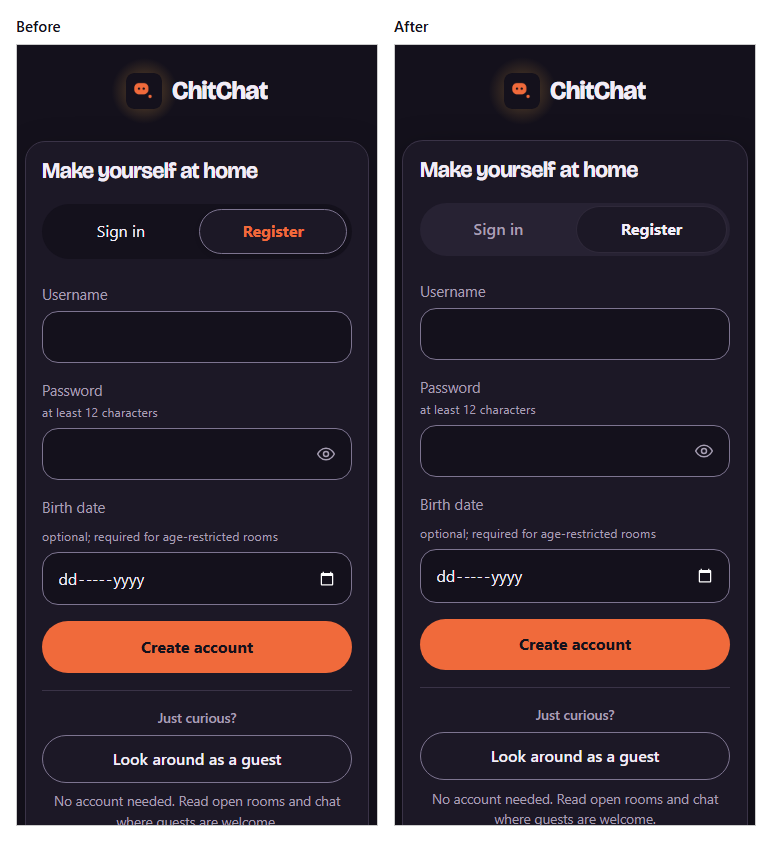 Before
ChitChat
Make yourself at home
Sign in
Register
Username
Password
at least 12 characters
Birth date
optional; required for age-restricted rooms
dd-----yyyy
Create account
Just curious?
Look around as a guest
No account needed. Read open rooms and chat
where guests are welcome.
After
ChitChat
Make yourself at home
Sign in
Register
Username
Password
at least 12 characters
Birth date
optional; required for age-restricted rooms
dd-----yyyy
Create account
Just curious?
Look around as a guest
No account needed. Read open rooms and chat
where guests are welcome.